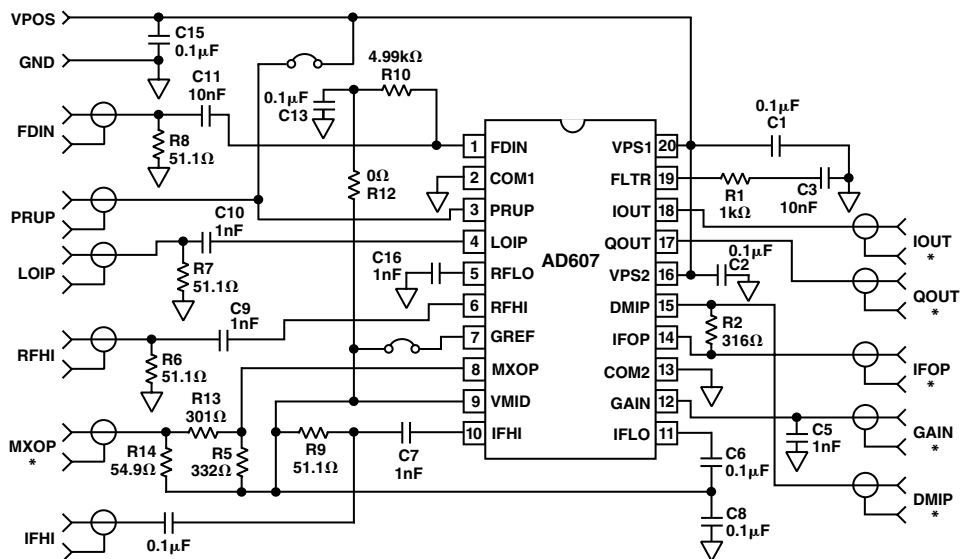 VPOS
GND
C15
0.1µF
4.99kΩ
R10
C11
10nF
0.1µF
C13
0.1µF
C1
FDIN
R8
51.1Ω
1
FDIN
VPS1
20
0Ω
R12
2
COM1
FLTR
19
R1
1kΩ
C3
10nF
PRUP
3
PRUP
IOUT
18
C10
1nF
LOIP
4
LOIP
QOUT
17
IOUT
*
R7
51.1Ω
C16
1nF
5
RFLO
AD607
VPS2
16
0.1µF
C2
QOUT
*
C9
1nF
6
RFHI
DMIP
15
RFHI
R6
51.1Ω
7
GREF
IFOP
14
R2
316Ω
IFOP
*
8
MXOP
COM2
13
R13
301Ω
9
VMID
GAIN
12
MXOP
*
R14
54.9Ω
R5
332Ω
R9
51.1Ω
C7
1nF
10
IFHI
IFLO
11
C5
1nF
GAIN
*
C6
0.1µF
DMIP
*
IFHI
0.1µF
C8
0.1µF